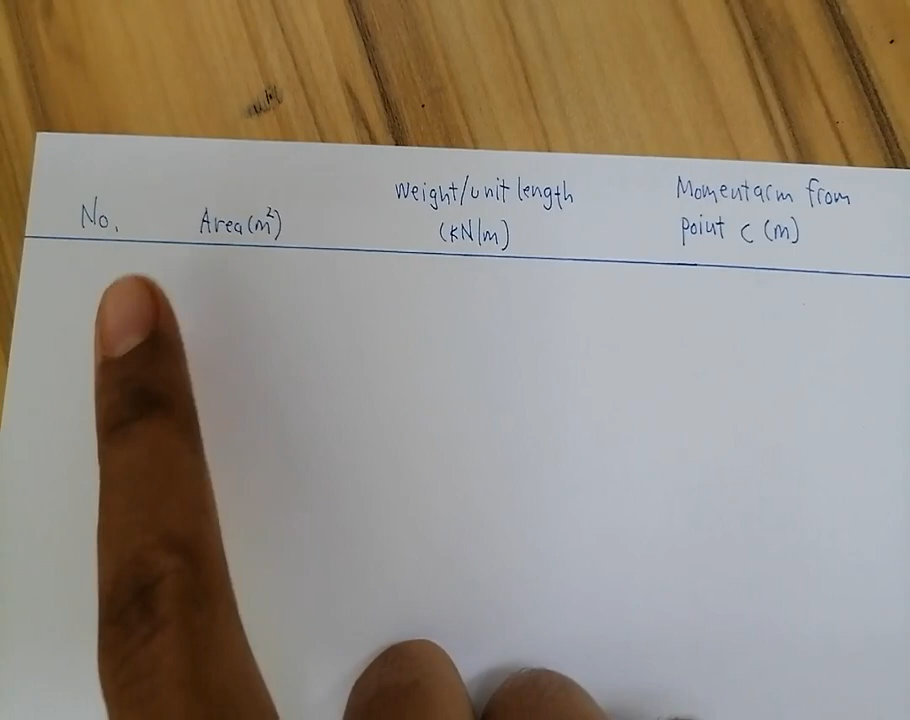 No.
Area(m²)
Weight/unit length
(KN/m)
Momentarm from
point C (m)